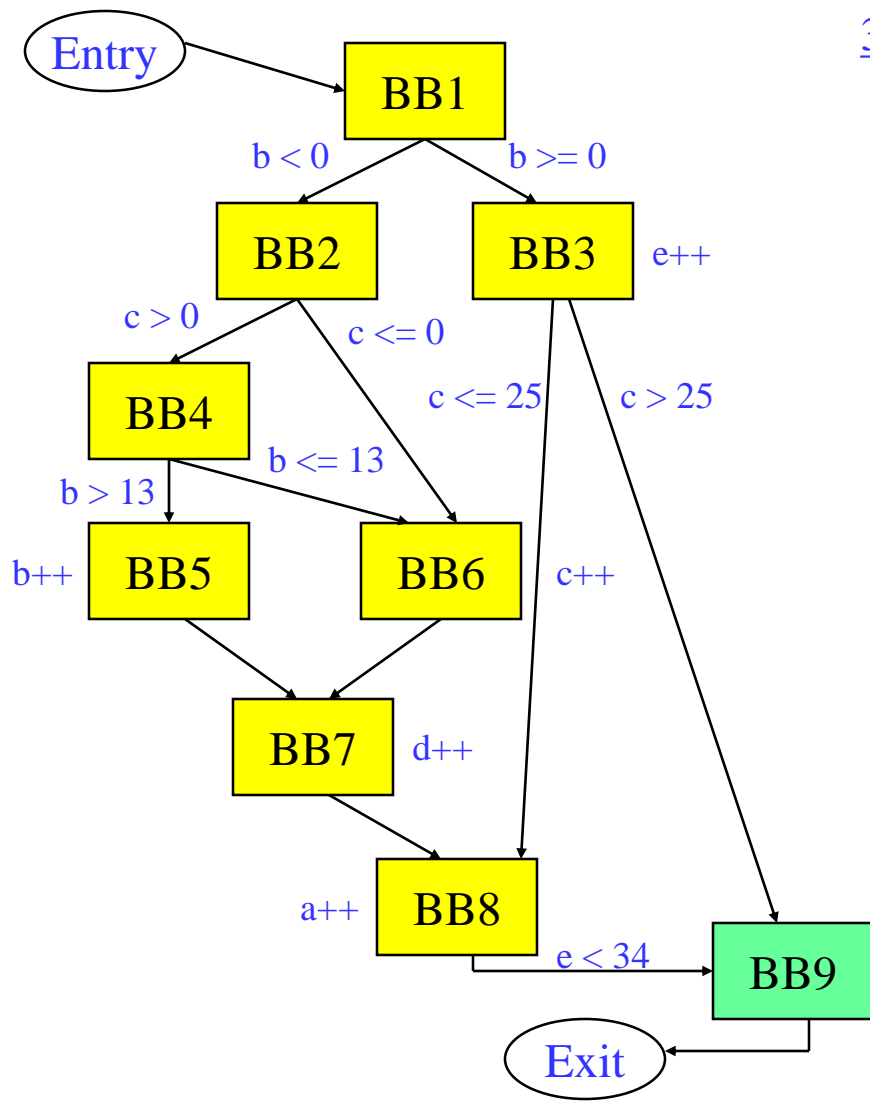 Entry
3
BB1
b < 0
b >= 0
BB2
BB3
e++
c > 0
c <= 0
BB4
c <= 25
c > 25
b <= 13
b > 13
b++
BB5
BB6
c++
BB7
d++
a++
BB8
e < 34
BB9
Exit